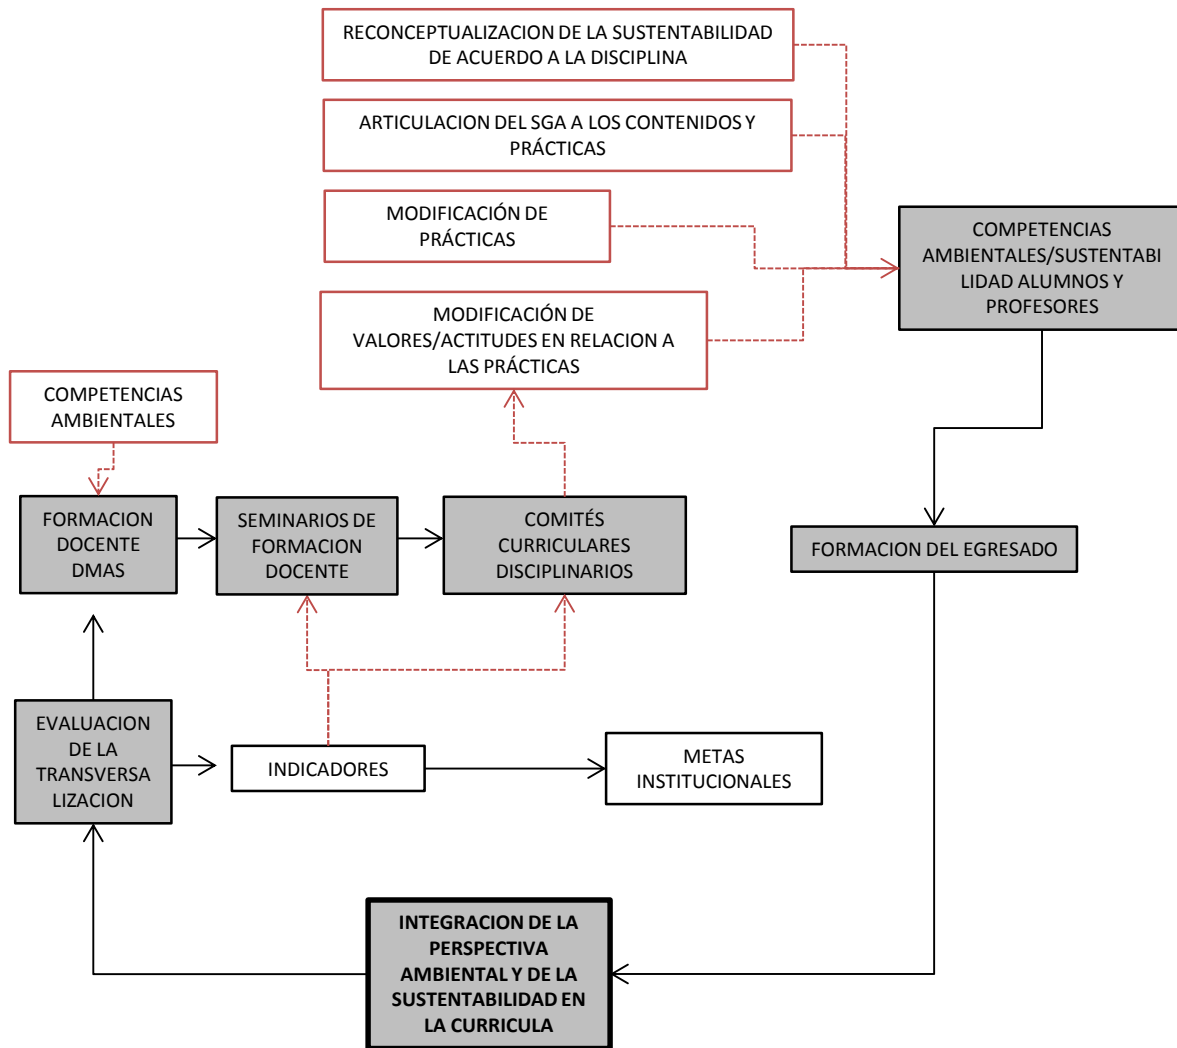 RECONCEPTUALIZACION DE LA SUSTENTABILIDAD
DE ACUERDO A LA DISCIPLINA
ARTICULACION DEL SGA A LOS CONTENIDOS Y
PRÁCTICAS
MODIFICACIÓN DE
PRÁCTICAS
COMPETENCIAS
AMBIENTALES/SUSTENTABI
LIDAD ALUMNOS Y
PROFESORES
MODIFICACIÓN DE
VALORES/ACTITUDES EN RELACION A
LAS PRÁCTICAS
COMPETENCIAS
AMBIENTALES
FORMACION
DOCENTE
DMAS
SEMINARIOS DE
FORMACION
DOCENTE
COMITÉS
CURRICULARES
DISCIPLINARIOS
FORMACION DEL EGRESADO
EVALUACION
DE LA
TRANSVERSA
LIZACION
INDICADORES
METAS
INSTITUCIONALES
INTEGRACION DE LA
PERSPECTIVA
AMBIENTAL Y DE LA
SUSTENTABILIDAD EN
LA CURRICULA